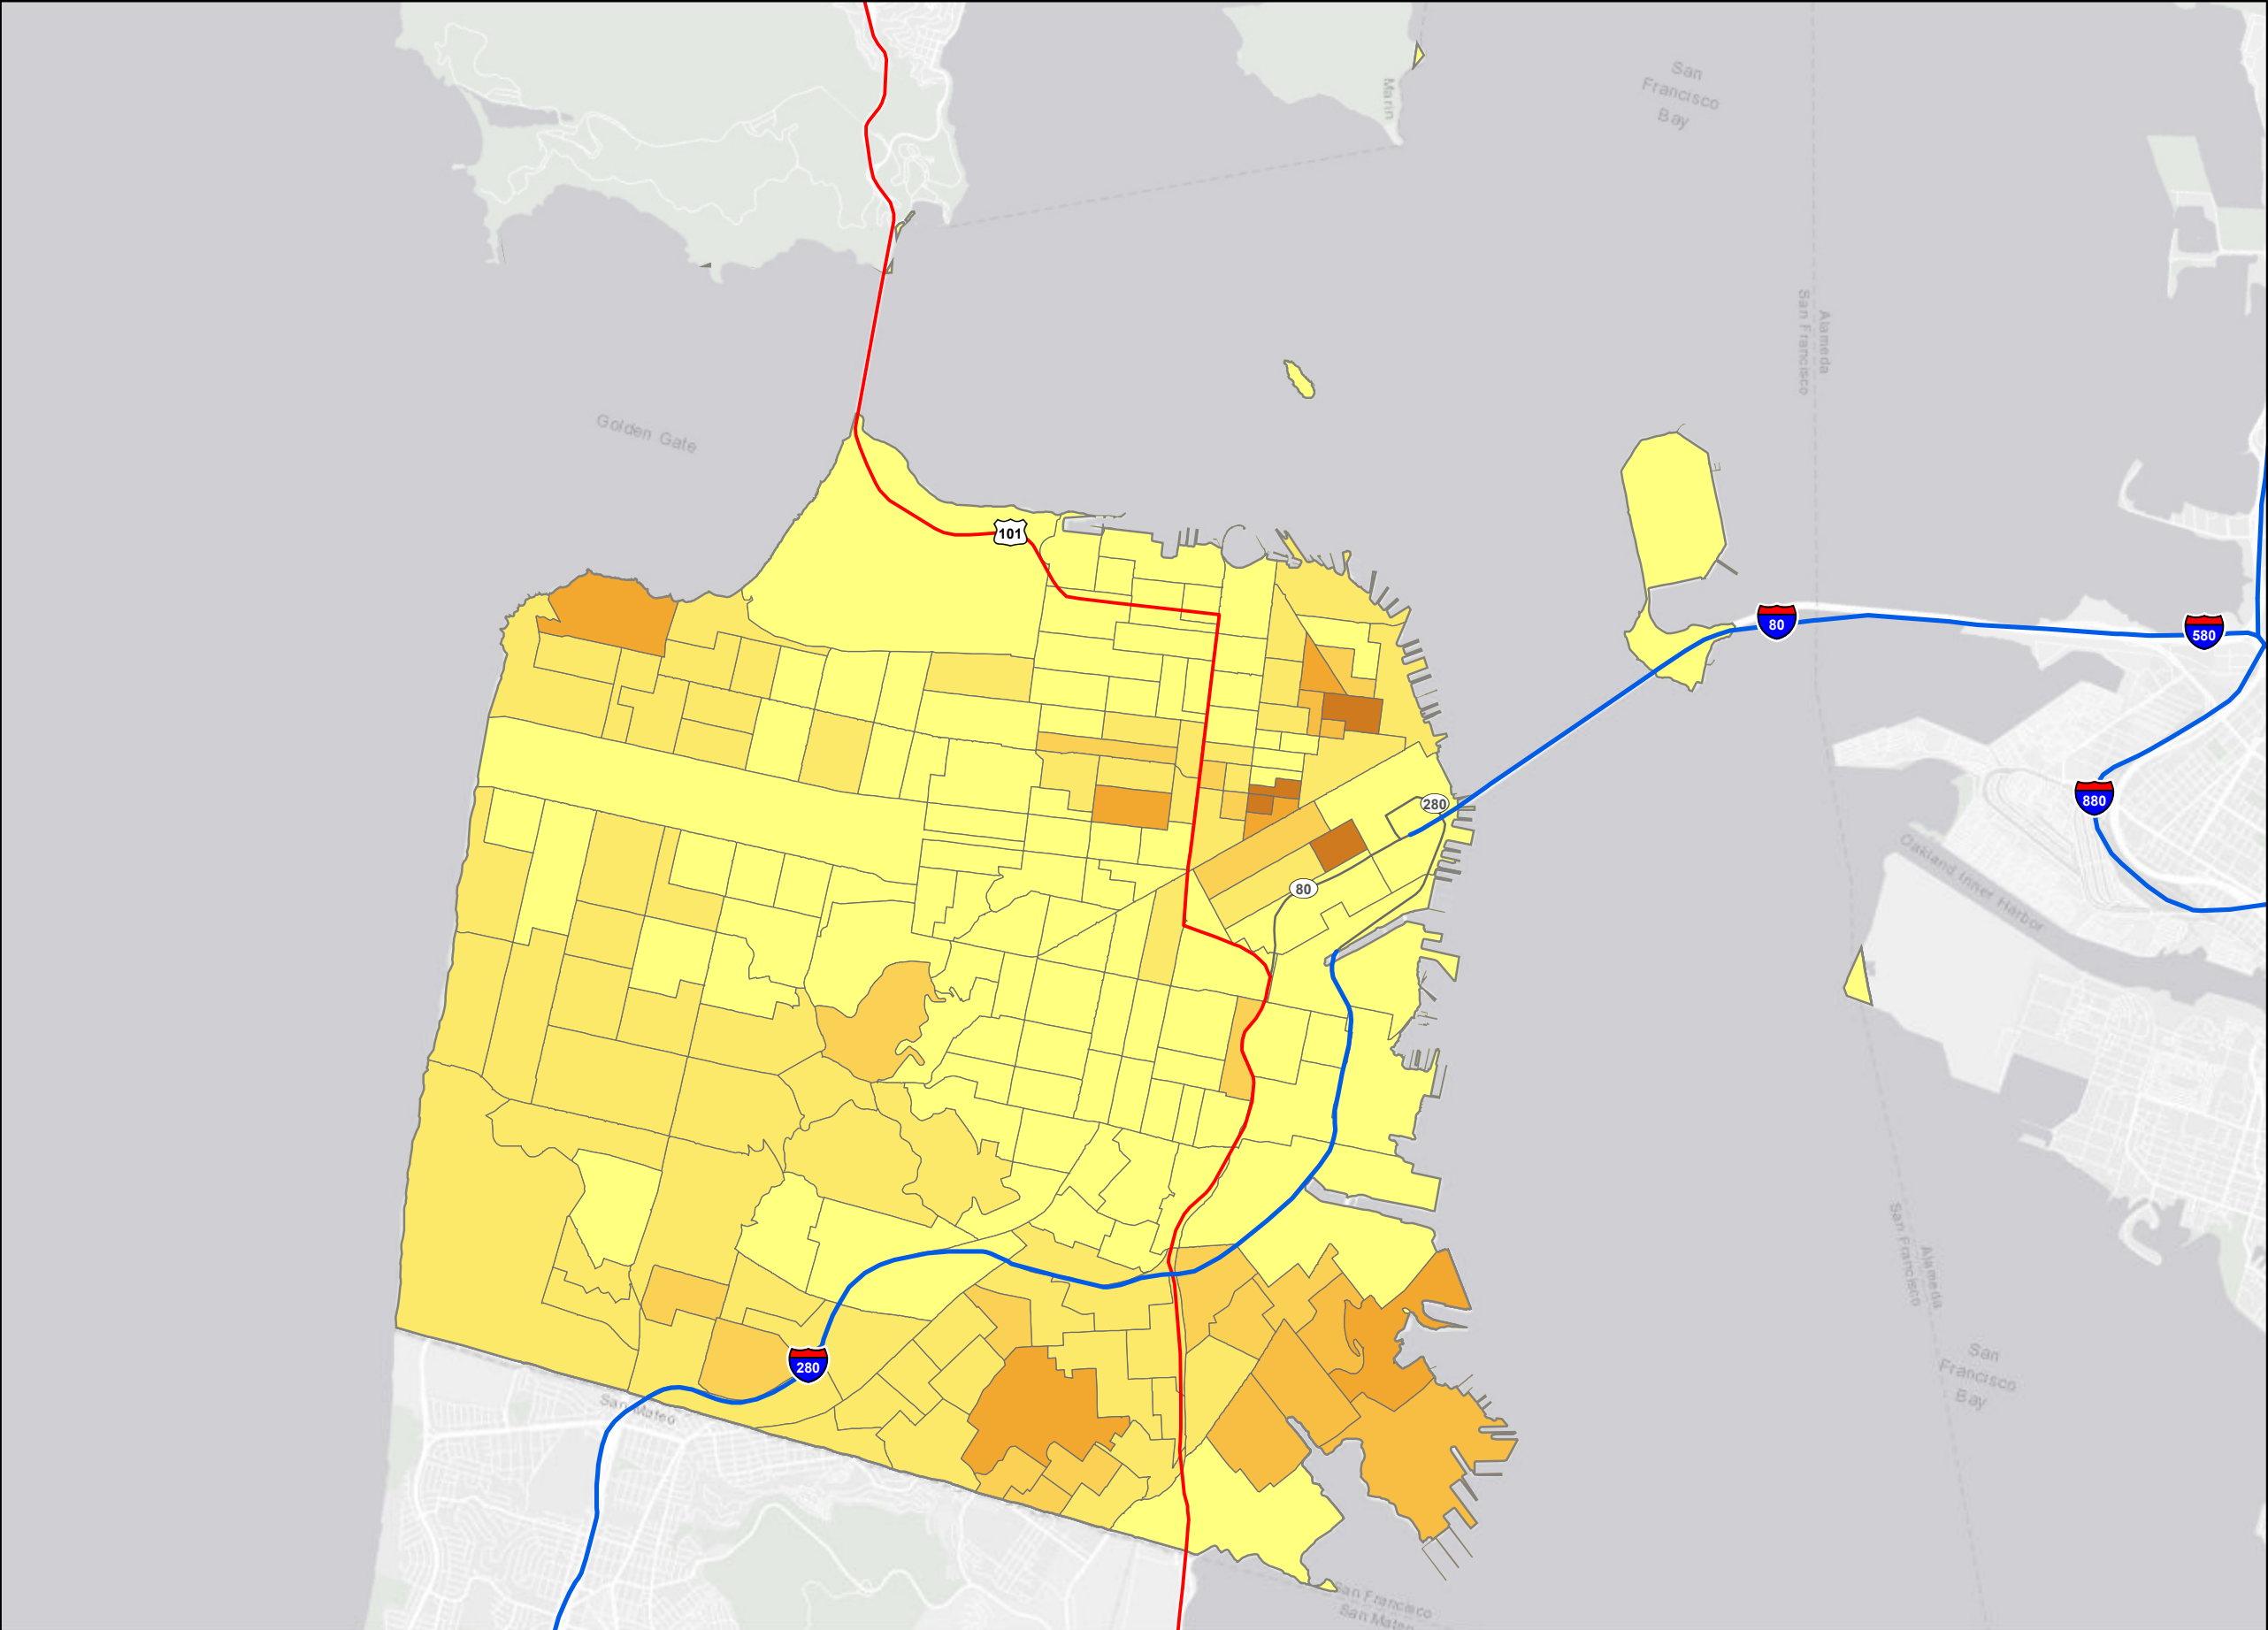 Marin
San
Francisco
Bay
Alameda
San Francisco
Golden Gate
101
80
580
280
880
80
Oakland Inner Harbor
Alameda
San Francisco
280
San Mateo
San
Francisco
Bay
San Francisco
San Mateo